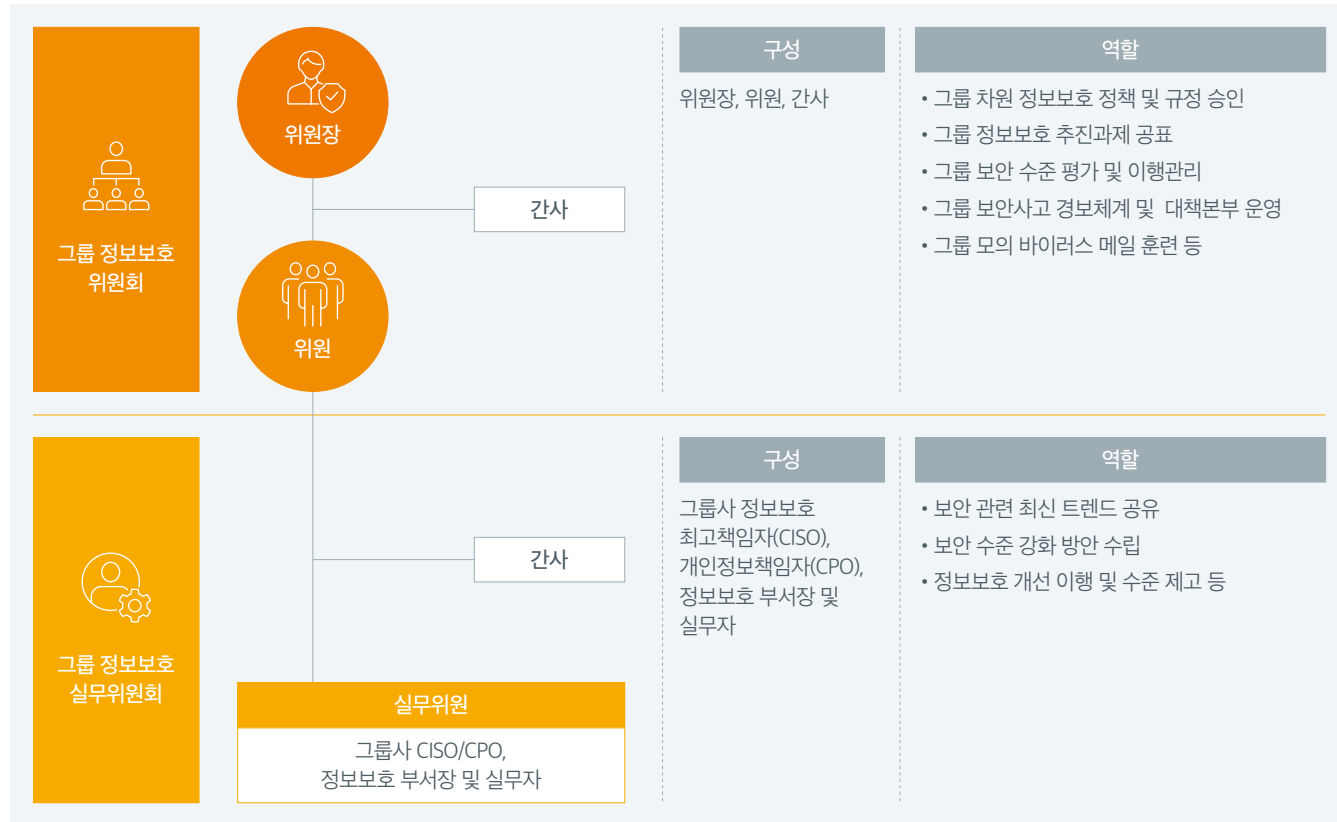 그룹 정보보호
위원회
위원장
간사
위원
구성
위원장, 위원, 간사
역할
• 그룹 차원 정보보호 정책 및 규정 승인
• 그룹 정보보호 추진과제 공표
• 그룹 보안 수준 평가 및 이행관리
• 그룹 보안사고 경보체계 및 대책본부 운영
• 그룹 모의 바이러스 메일 훈련 등
그룹 정보보호
실무위원회
간사
실무위원
그룹사 CISO/CPO,
정보보호 부서장 및 실무자
구성
그룹사 정보보호
최고책임자(CISO),
개인정보책임자(CPO),
정보보호 부서장 및
실무자
역할
• 보안 관련 최신 트렌드 공유
• 보안 수준 강화 방안 수립
• 정보보호 개선 이행 및 수준 제고 등